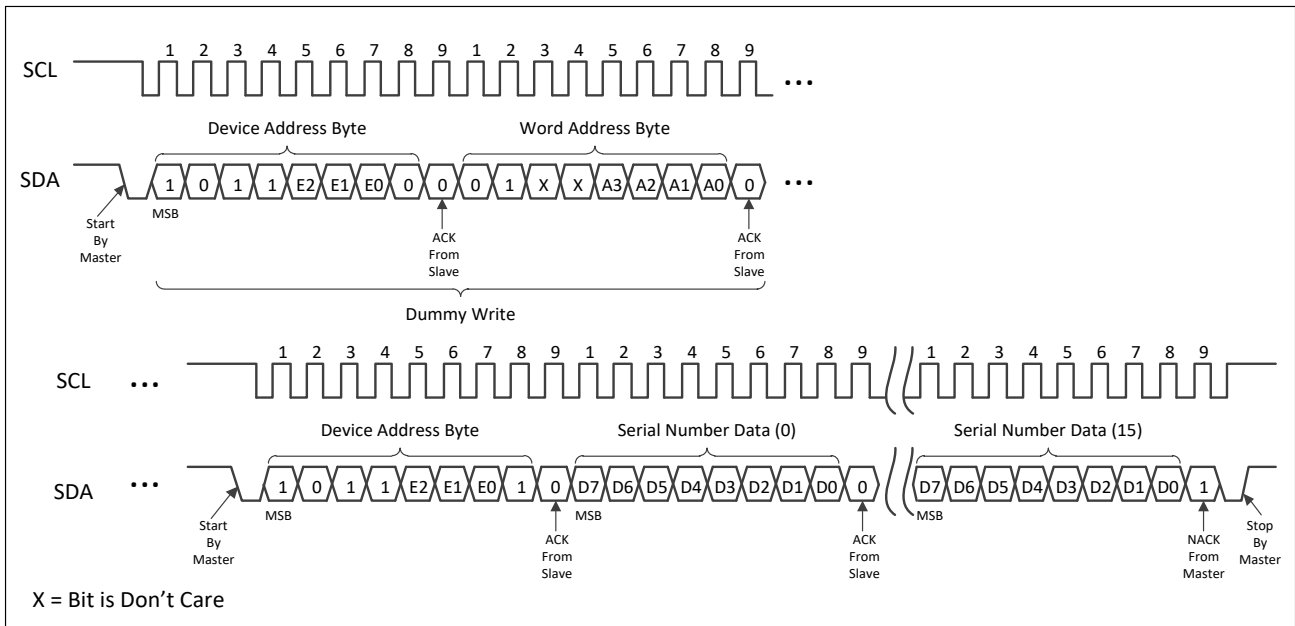 1 2 3 4 5 6 7 8 9 1 2 3 4 5 6 7 8 9
SCL ...
Device Address Byte Word Address Byte
SDA 1 0 1 1 E2 E1 E0 0 0 0 1 X X A3 A2 A1 A0 0 ...
MSB
Start
By
Master
ACK
From
Slave
ACK
From
Slave
Dummy Write
1 2 3 4 5 6 7 8 9 1 2 3 4 5 6 7 8 9 1 2 3 4 5 6 7 8 9
SCL ...
Device Address Byte Serial Number Data (0) Serial Number Data (15)
SDA ... 1 0 1 1 E2 E1 E0 1 0 D7 D6 D5 D4 D3 D2 D1 D0 0 D7 D6 D5 D4 D3 D2 D1 D0 1
MSB MSB MSB
Start
By
Master
ACK
From
Slave
ACK
From
Slave
NACK
From
Master
Stop
By
Master
X = Bit is Don't Care